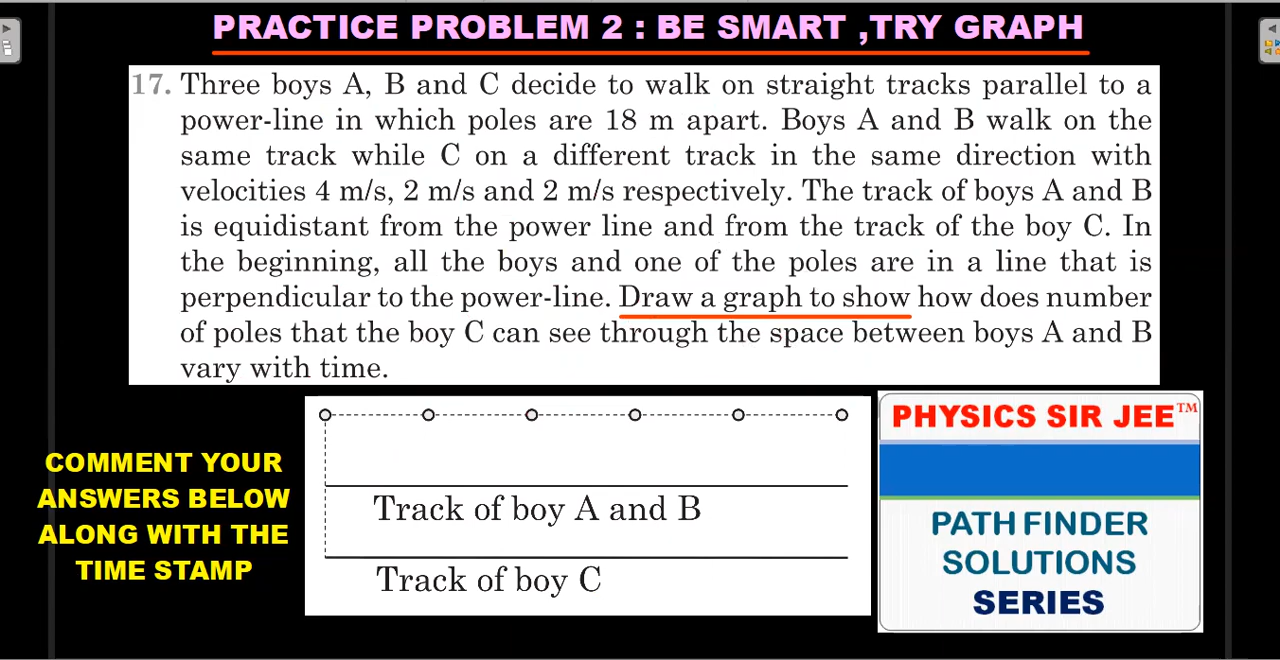 PRACTICE PROBLEM 2 : BE SMART ,TRY GRAPH
17. Three boys A, B and C decide to walk on straight tracks parallel to a
power-line in which poles are 18 m apart. Boys A and B walk on the
same track while C on a different track in the same direction with
velocities 4 m/s, 2 m/s and 2 m/s respectively. The track of boys A and B
is equidistant from the power line and from the track of the boy C. In
the beginning, all the boys and one of the poles are in a line that is
perpendicular to the power-line. Draw a graph to show how does number
of poles that the boy C can see through the space between boys A and B
vary with time.
COMMENT YOUR
ANSWERS BELOW
ALONG WITH THE
TIME STAMP
Track of boy A and B
Track of boy C
PHYSICS SIR JEE™
PATH FINDER
SOLUTIONS
SERIES